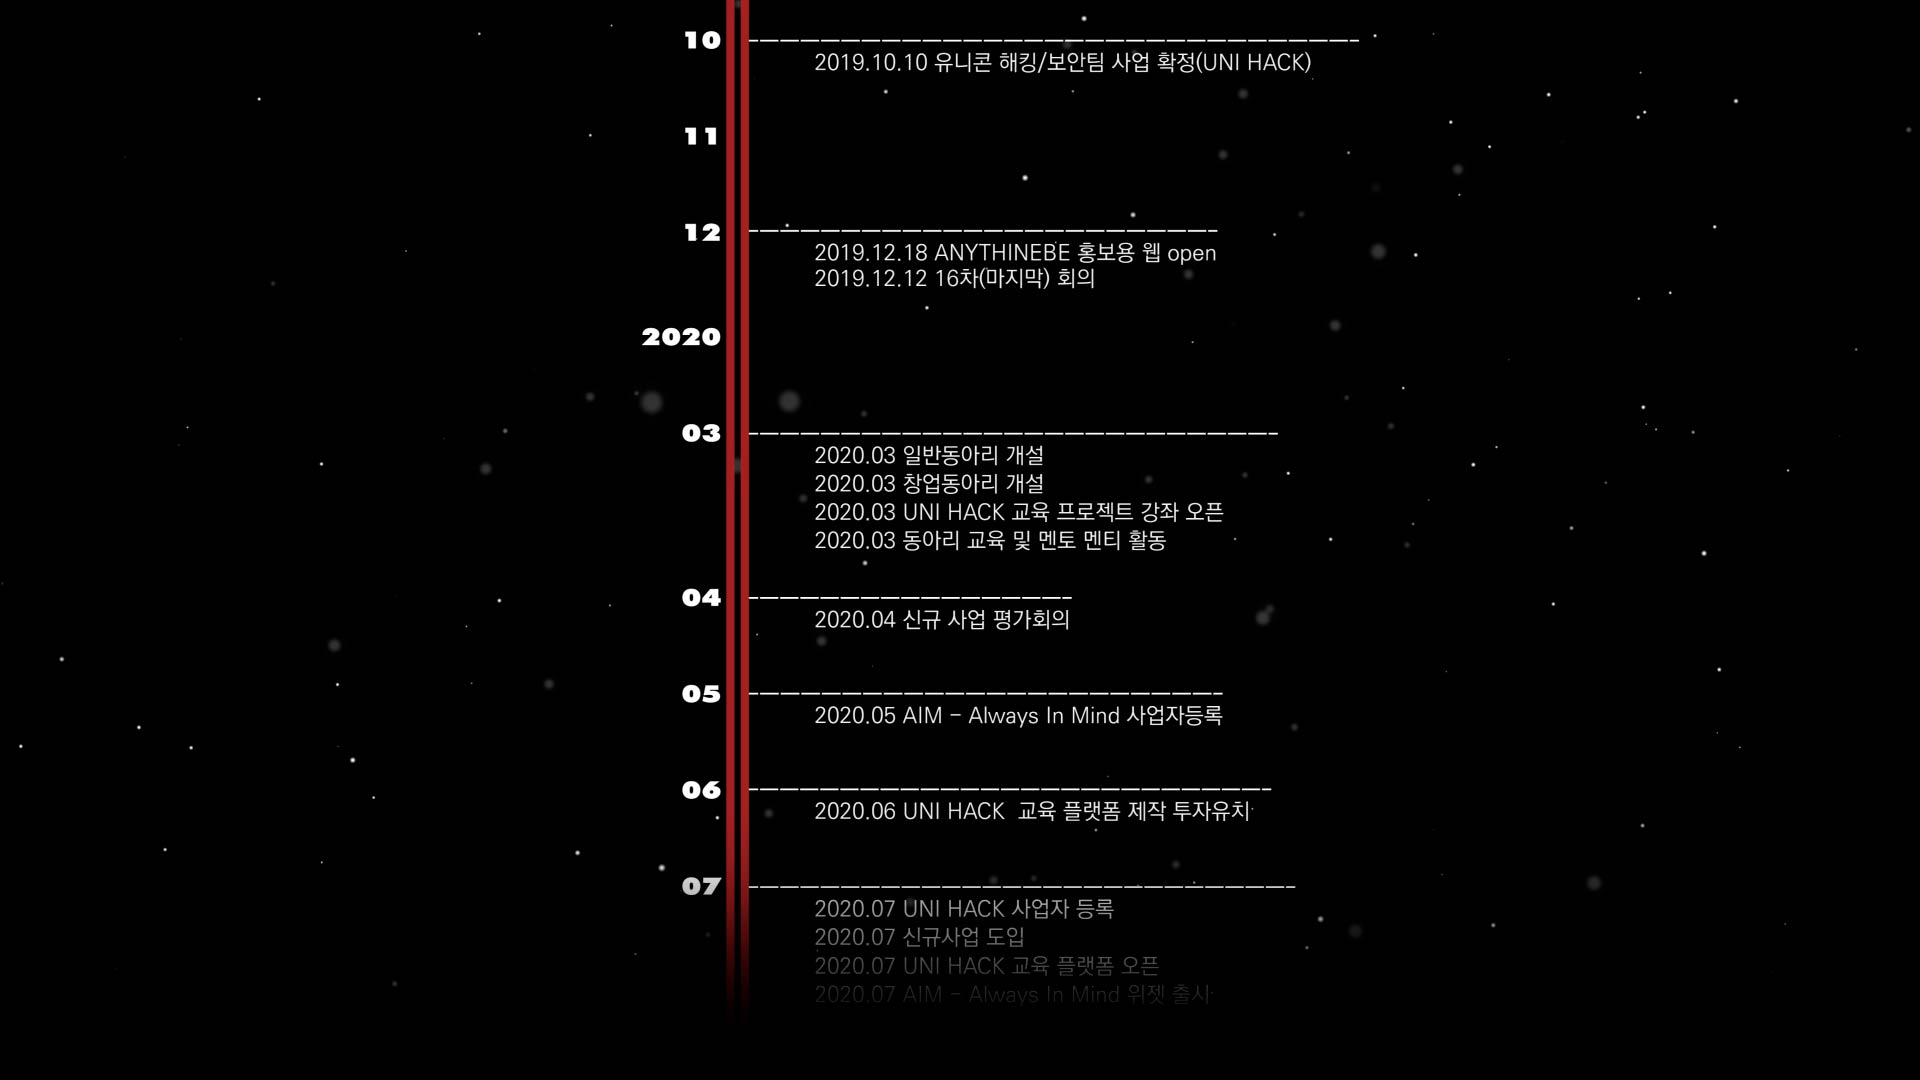 10
2019.10.10 유니콘 해킹/보안팀 사업 확정(UNI HACK)
11
12
2019.12.18 ANYTHINEBE 홍보용 웹 open
2019.12.12 16차(마지막) 회의
2020
03
2020.03 일반동아리 개설
2020.03 창업동아리 개설
2020.03 UNI HACK 교육 프로젝트 강좌 오픈
2020.03 동아리 교육 및 멘토 멘티 활동
04
2020.04 신규 사업 평가회의
05
2020.05 AIM - Always In Mind 사업자등록
06
2020.06 UNI HACK 교육 플랫폼 제작 투자유치
07
2020.07 UNI HACK 사업자 등록
2020.07 신규사업 도입
2020.07 UNI HACK 교육 플랫폼 오픈
2020.07 AIM - Always In Mind 위젯 출시